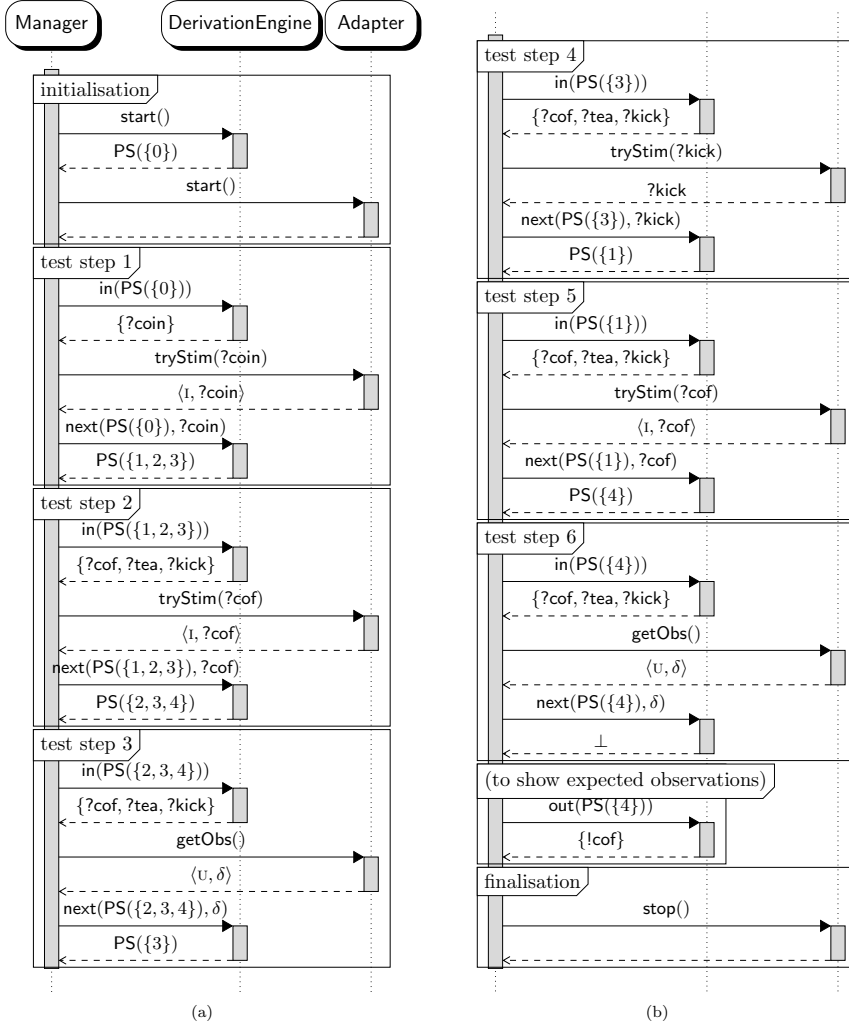 Manager
DerivationEngine
Adapter
initialisation
start()
PS({0})
start()
test step 1
in(PS({0}))
{?coin}
tryStim(?coin)
⟨I, ?coin⟩
next(PS({0}), ?coin)
PS({1, 2, 3})
test step 2
in(PS({1, 2, 3}))
{?cof, ?tea, ?kick}
tryStim(?cof)
⟨I, ?cof⟩
next(PS({1, 2, 3}), ?cof)
PS({2, 3, 4})
test step 3
in(PS({2, 3, 4}))
{?cof, ?tea, ?kick}
getObs()
⟨U, δ⟩
next(PS({2, 3, 4}), δ)
PS({3})
(a)
test step 4
in(PS({3}))
{?cof, ?tea, ?kick}
tryStim(?kick)
?kick
next(PS({3}), ?kick)
PS({1})
test step 5
in(PS({1}))
{?cof, ?tea, ?kick}
tryStim(?cof)
⟨I, ?cof⟩
next(PS({1}), ?cof)
PS({4})
test step 6
in(PS({4}))
{?cof, ?tea, ?kick}
getObs()
⟨U, δ⟩
next(PS({4}), δ)
⊥
(to show expected observations)
out(PS({4}))
{!cof}
finalisation
stop()
(b)